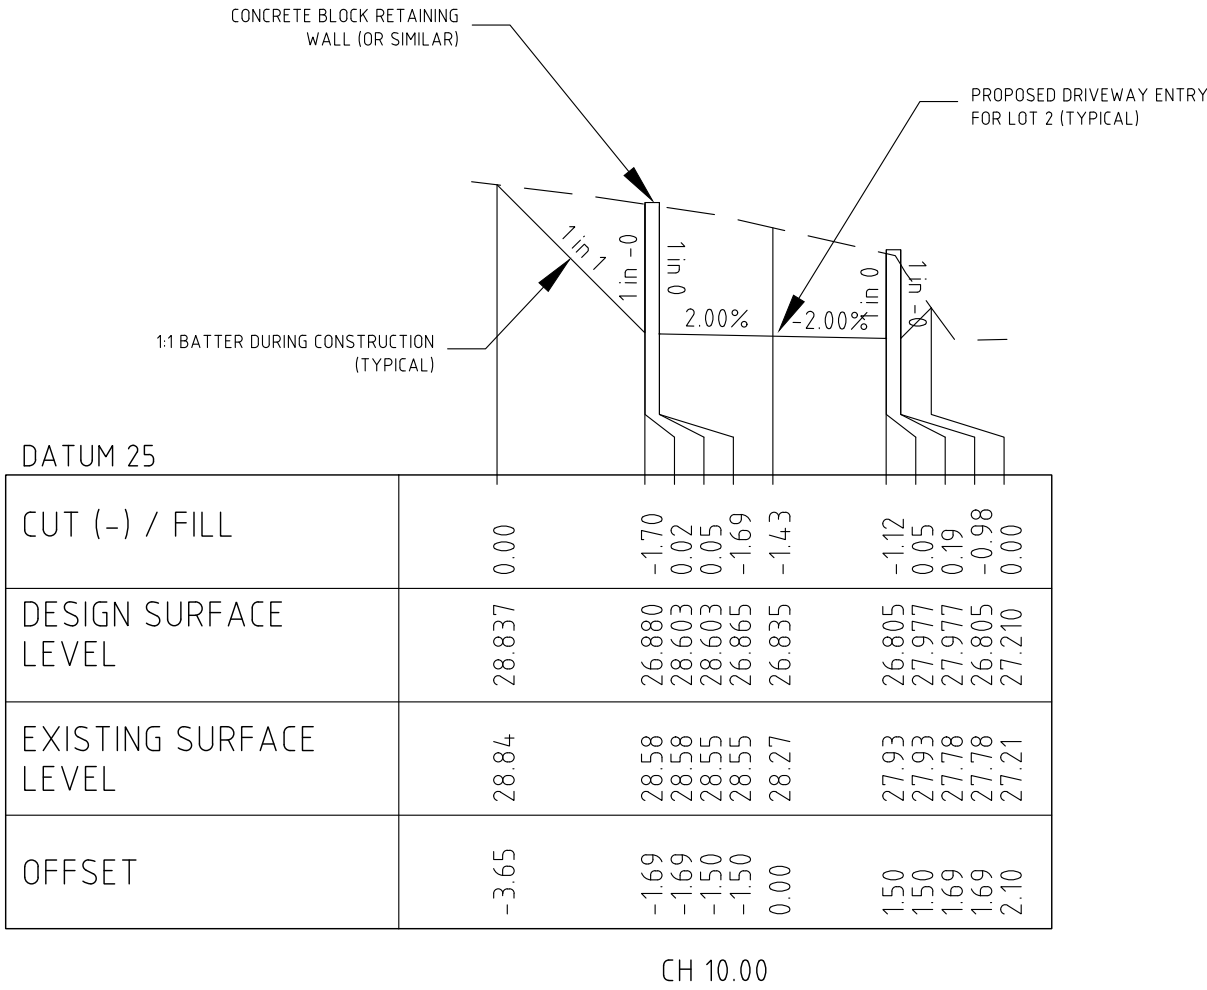 CONCRETE BLOCK RETAINING
WALL (OR SIMILAR)
PROPOSED DRIVEWAY ENTRY
FOR LOT 2 (TYPICAL)
1 in 1
1 in -0
1 in 0
2.00%
-2.00%
1 in 0
1 in -0
1:1 BATTER DURING CONSTRUCTION
(TYPICAL)
DATUM 25
CUT (-) / FILL
0.00
-1.70
0.02
0.05
-1.69
-1.43
-1.12
0.05
0.19
-0.98
0.00
DESIGN SURFACE
LEVEL
28.837
26.880
28.603
28.603
26.865
26.835
26.805
27.977
27.977
26.805
27.210
EXISTING SURFACE
LEVEL
28.84
28.58
28.58
28.55
28.55
28.27
27.93
27.93
27.78
27.78
27.21
OFFSET
-3.65
-1.69
-1.69
-1.50
-1.50
0.00
1.50
1.50
1.69
1.69
2.10
CH 10.00